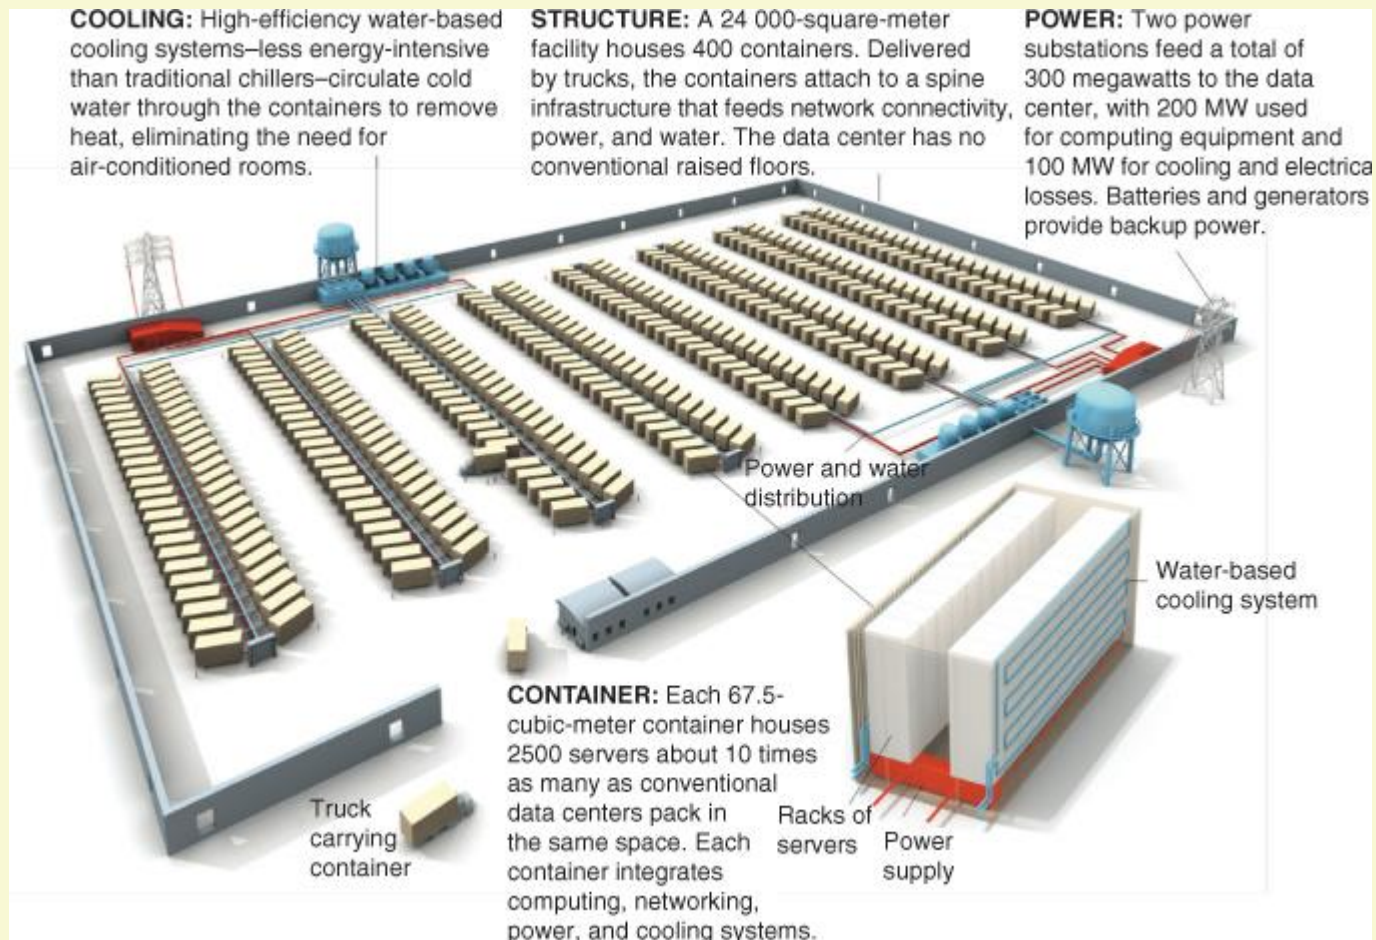 COOLING: High-efficiency water-based
cooling systems–less energy-intensive
than traditional chillers–circulate cold
water through the containers to remove
heat, eliminating the need for
air-conditioned rooms.
STRUCTURE: A 24 000-square-meter
facility houses 400 containers. Delivered
by trucks, the containers attach to a spine
infrastructure that feeds network connectivity,
power, and water. The data center has no
conventional raised floors.
POWER: Two power
substations feed a total of
300 megawatts to the data
center, with 200 MW used
for computing equipment and
100 MW for cooling and electrica
losses. Batteries and generators
provide backup power.
Power and water
distribution
Water-based
cooling system
CONTAINER: Each 67.5-
cubic-meter container houses
2500 servers about 10 times
as many as conventional
data centers pack in
the same space. Each
container integrates
computing, networking,
power, and cooling systems.
Truck
carrying
container
Racks of
servers
Power
supply